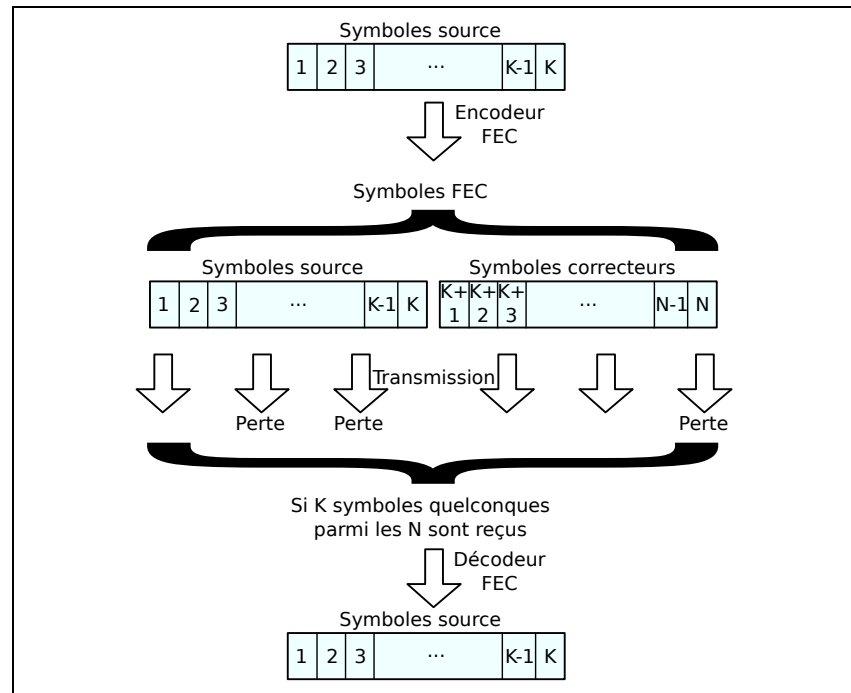 Symboles source
1 2 3 ... K-1 K
Encodeur
FEC
Symboles FEC
Symboles source
Symboles correcteurs
1 2 3 ... K-1 K
K+1 K+2 K+3 ... N-1 N
Transmission
Perte Perte Perte
Si K symboles quelconques
parmi les N sont reçus
Décodeur
FEC
Symboles source
1 2 3 ... K-1 K